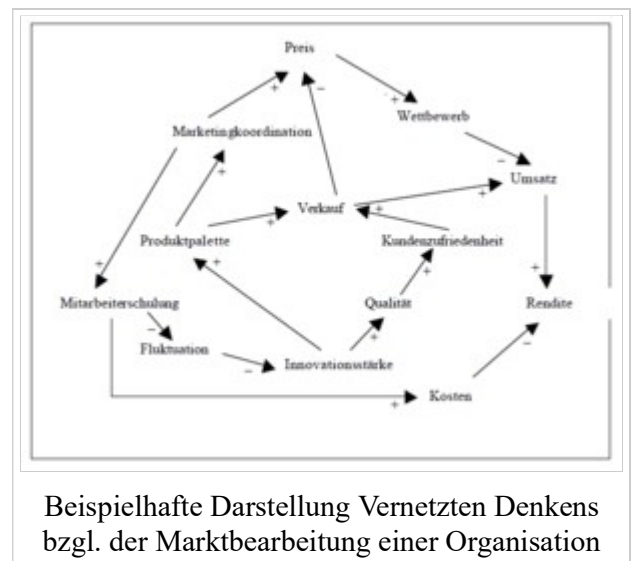 Preis
+
–
+
Wettbewerb
Marketingkoordination
–
+
Umsatz
+
Verkauf
+
+
Produktpalette
Kundenzufriedenheit
+
+
+
+
Mitarbeiterschulung
Qualität
Rendite
–
+
–
Fluktuation
–
Innovationsstärke
+
Kosten
Beispielhafte Darstellung Vernetzten Denkens
bzgl. der Marktbearbeitung einer Organisation